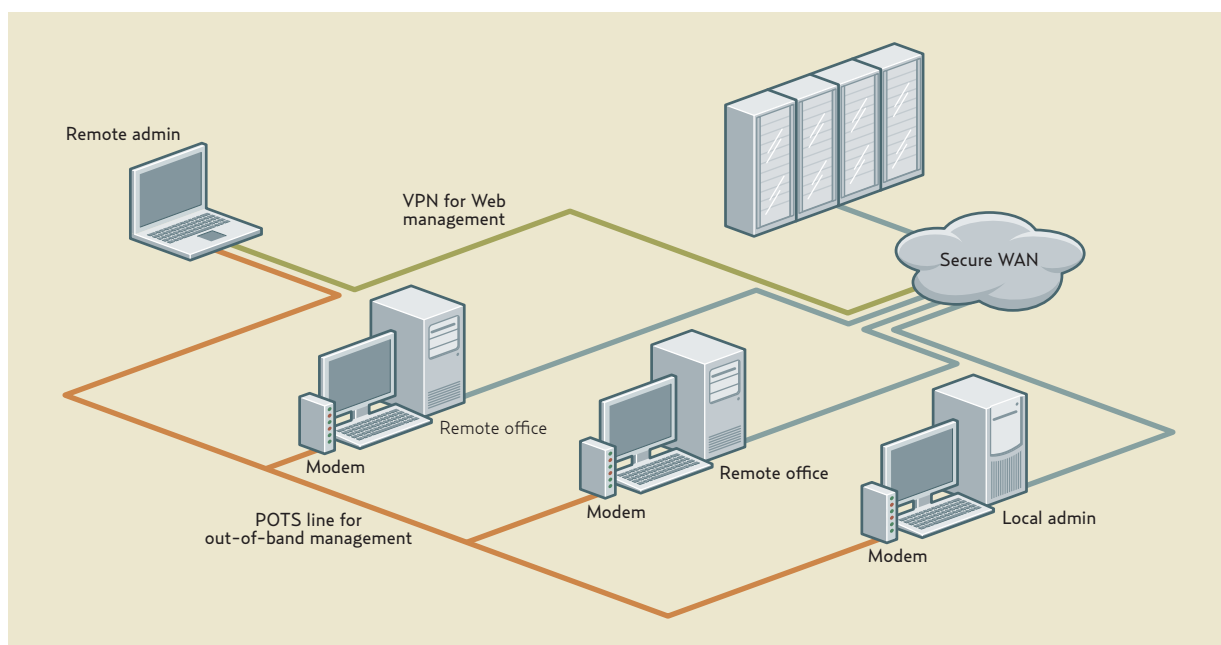 Remote admin
VPN for Web
management
Secure WAN
Remote office
Modem
Remote office
Modem
POTS line for
out-of-band management
Local admin
Modem